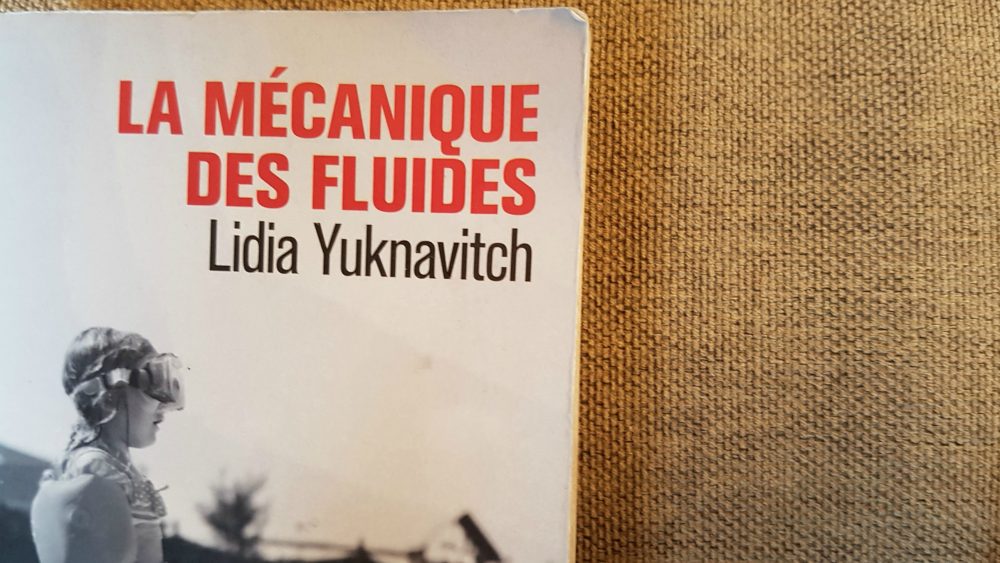 LA MÉCANIQUE
DES FLUIDES
Lidia Yuknavitch